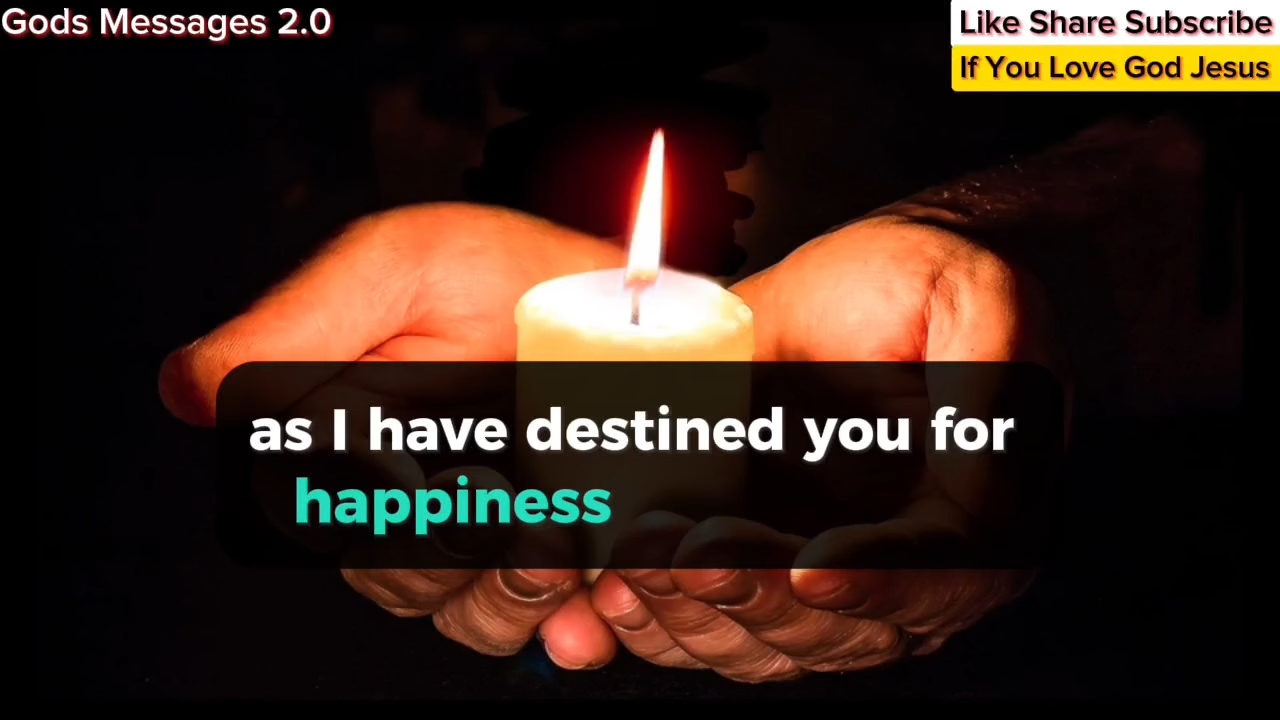 Gods Messages 2.0
Like Share Subscribe
If You Love God Jesus
as I have destined you for
happiness